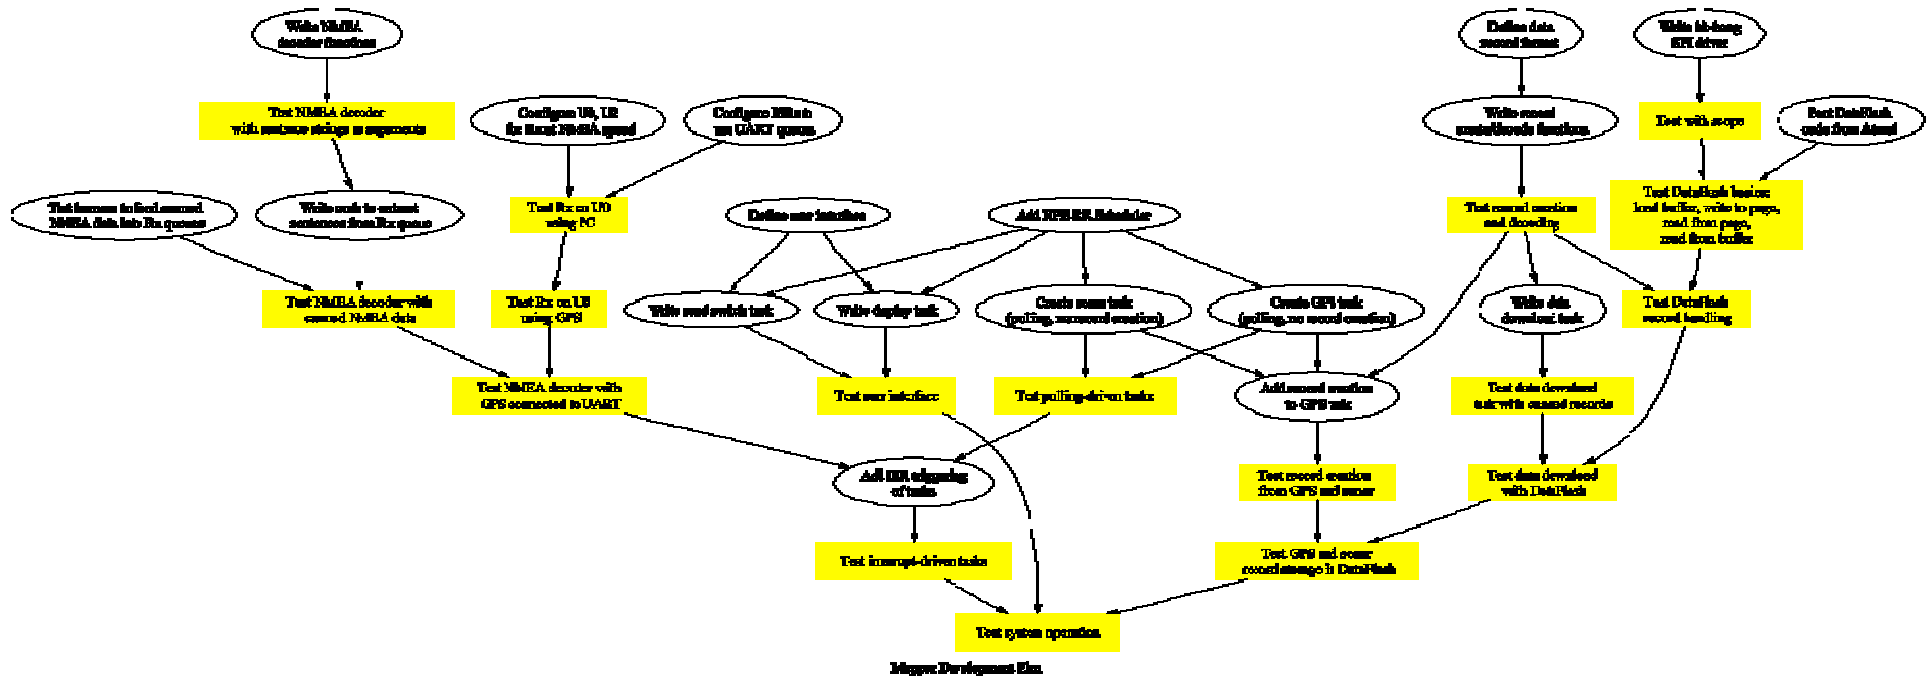 Write NMEA
decoder functions
Define data
record format
Write bit-bang
SPI driver
Test NMEA decoder
with sentence strings as arguments
Configure U0, U2
for NMEA speed
Configure to
use UART queues
Write record
create/decode functions
Test with scope
Port DataFlash
code from Atmel
Test harness to feed canned
NMEA data into Rx queues
Write code to extract
sentences from Rx queue
Test Rx on U0
using PC
Define user interface
Add Scheduler
Test record creation
and decoding
Test DataFlash basics:
load buffer, write to page,
read from page,
read from buffer
Test NMEA decoder with
canned NMEA data
Test Rx on
using GPS
Write switch task
Write display task
Create sonar task
(polling, no record creation)
Create GPS task
(polling, no record creation)
Write data
download task
Test DataFlash
record handling
Test NMEA decoder with
GPS connected to UART
Test user interface
Test polling-driven tasks
Add record creation
to GPS task
Test data download
task with canned records
Add ISR triggering
of tasks
Test record creation
from GPS and sonar
Test data download
with DataFlash
Test interrupt-driven tasks
Test GPS and sonar
record storage in DataFlash
Test system operation
Mapper Development Plan